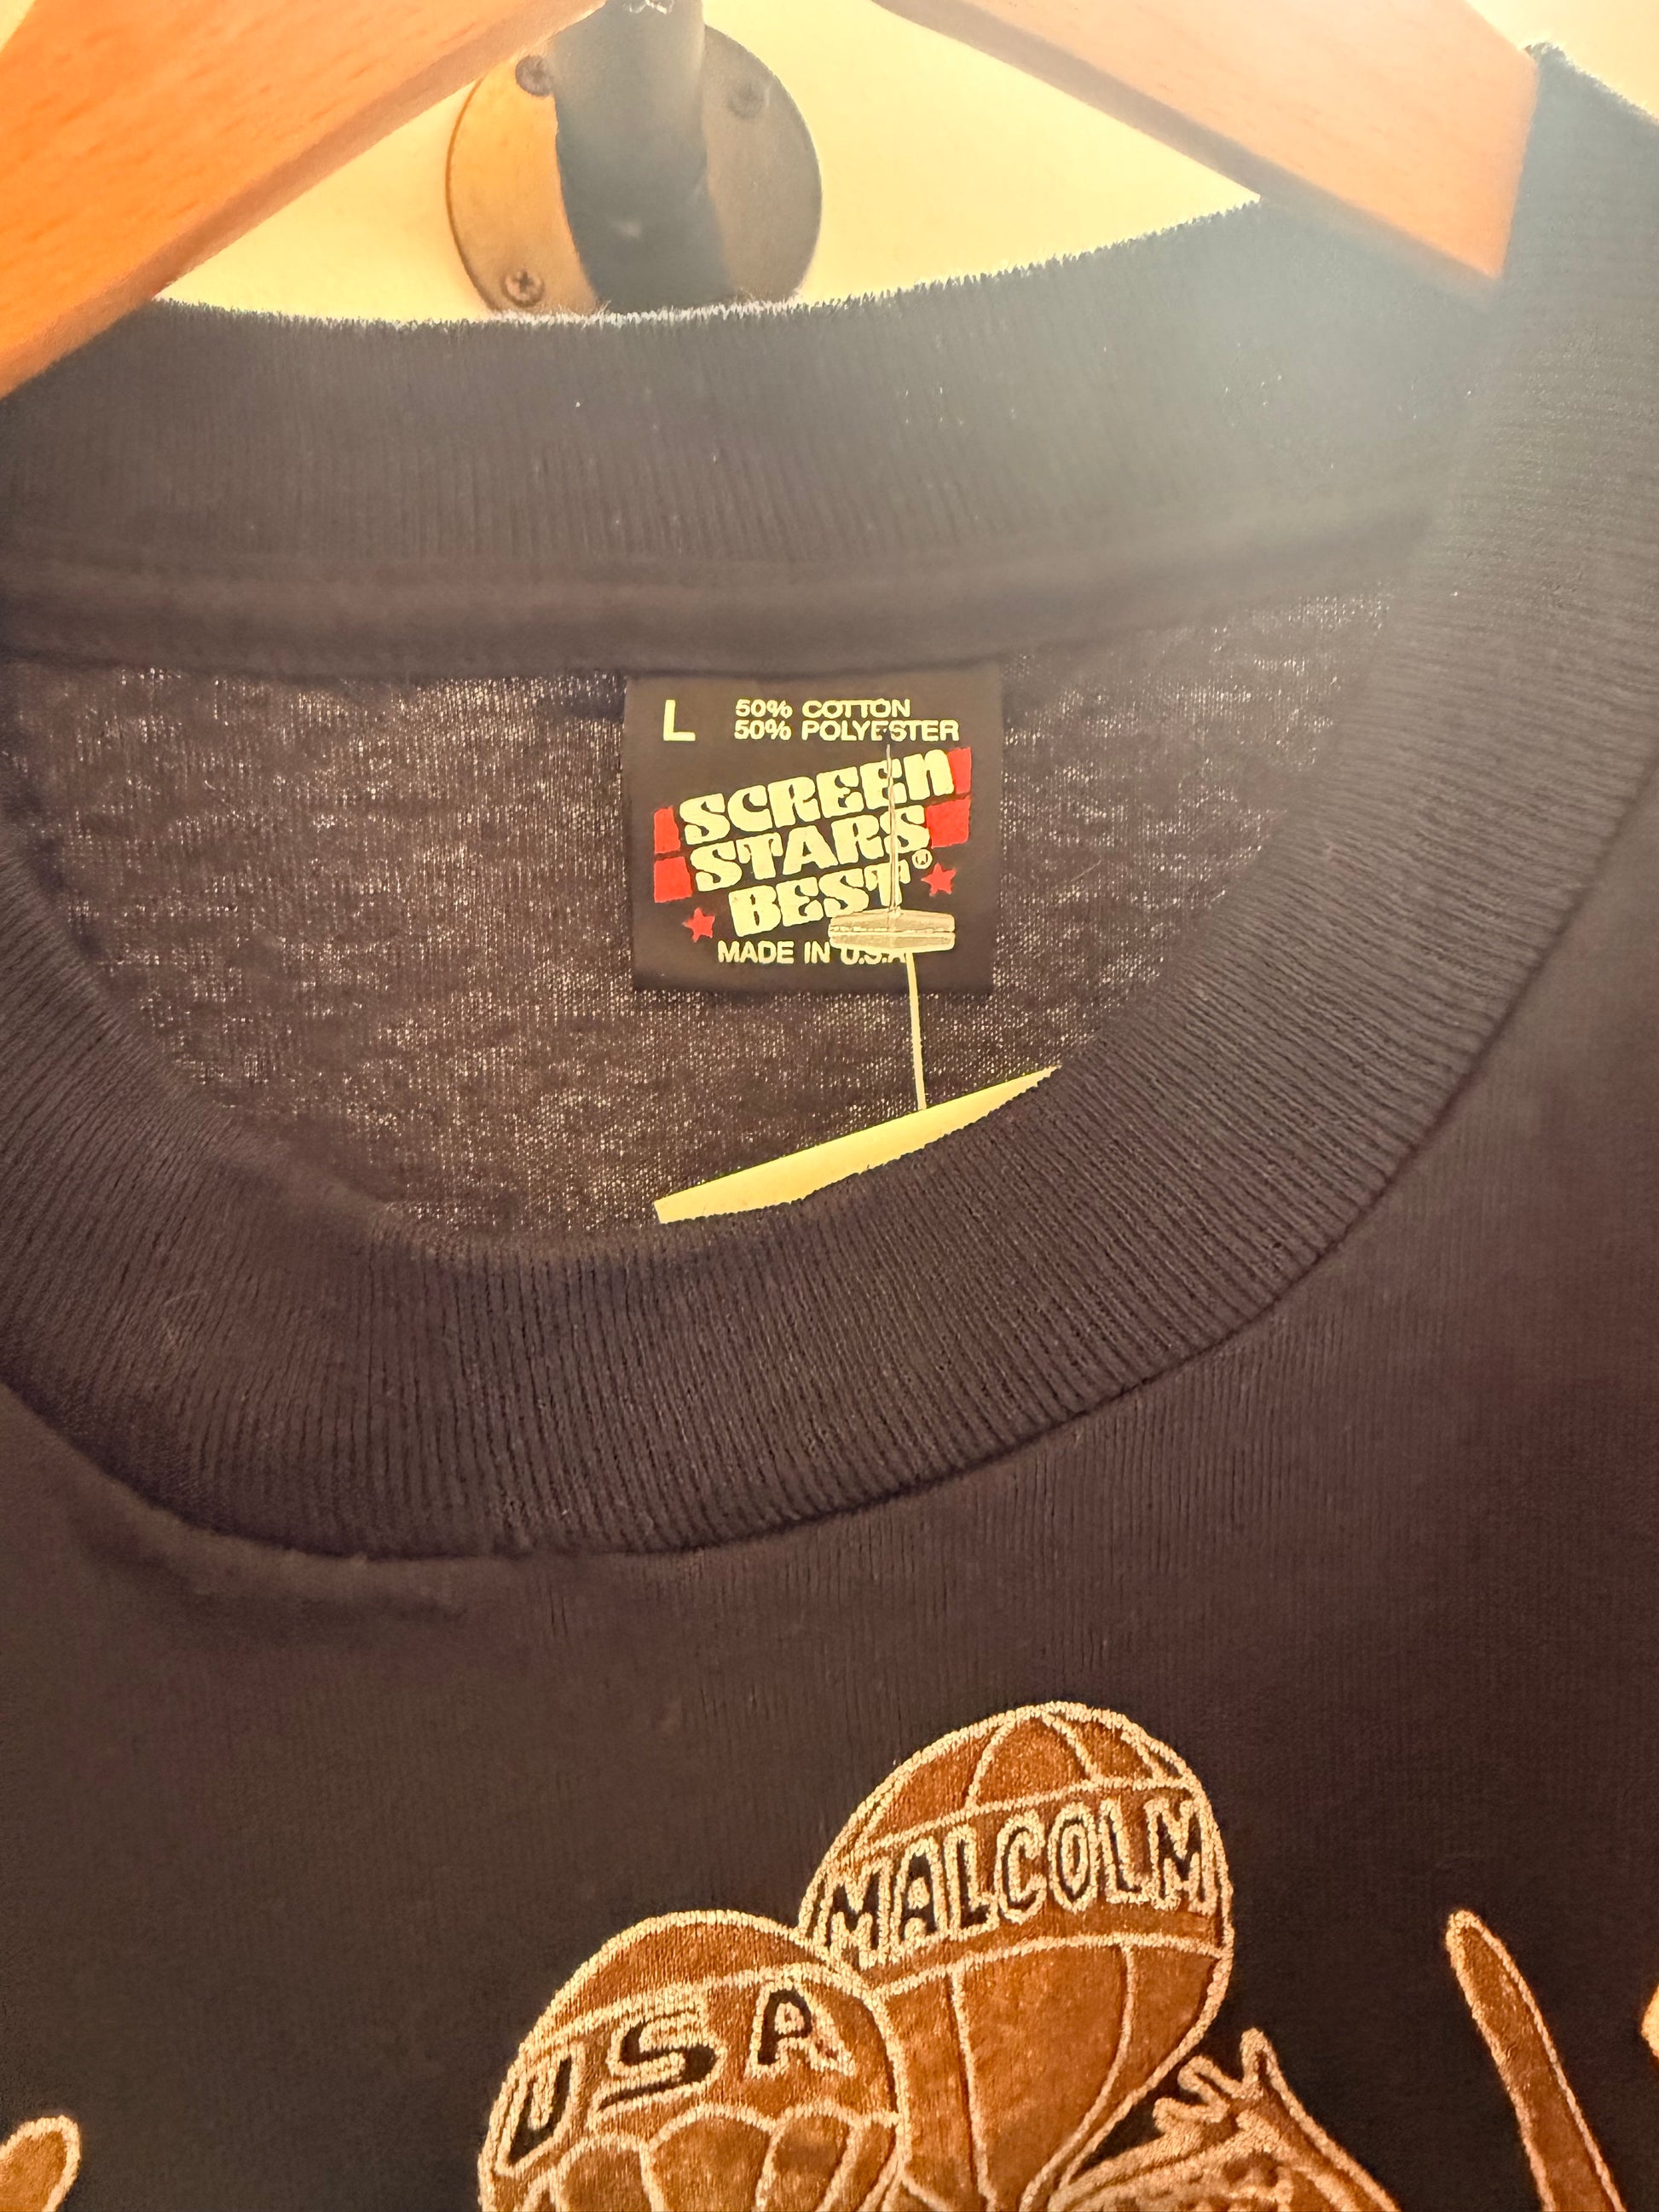 L 50% COTTON
50% POLYESTER
SCREEN
STARS
BEST®
MADE IN U.S.A
MALCOLM
USA